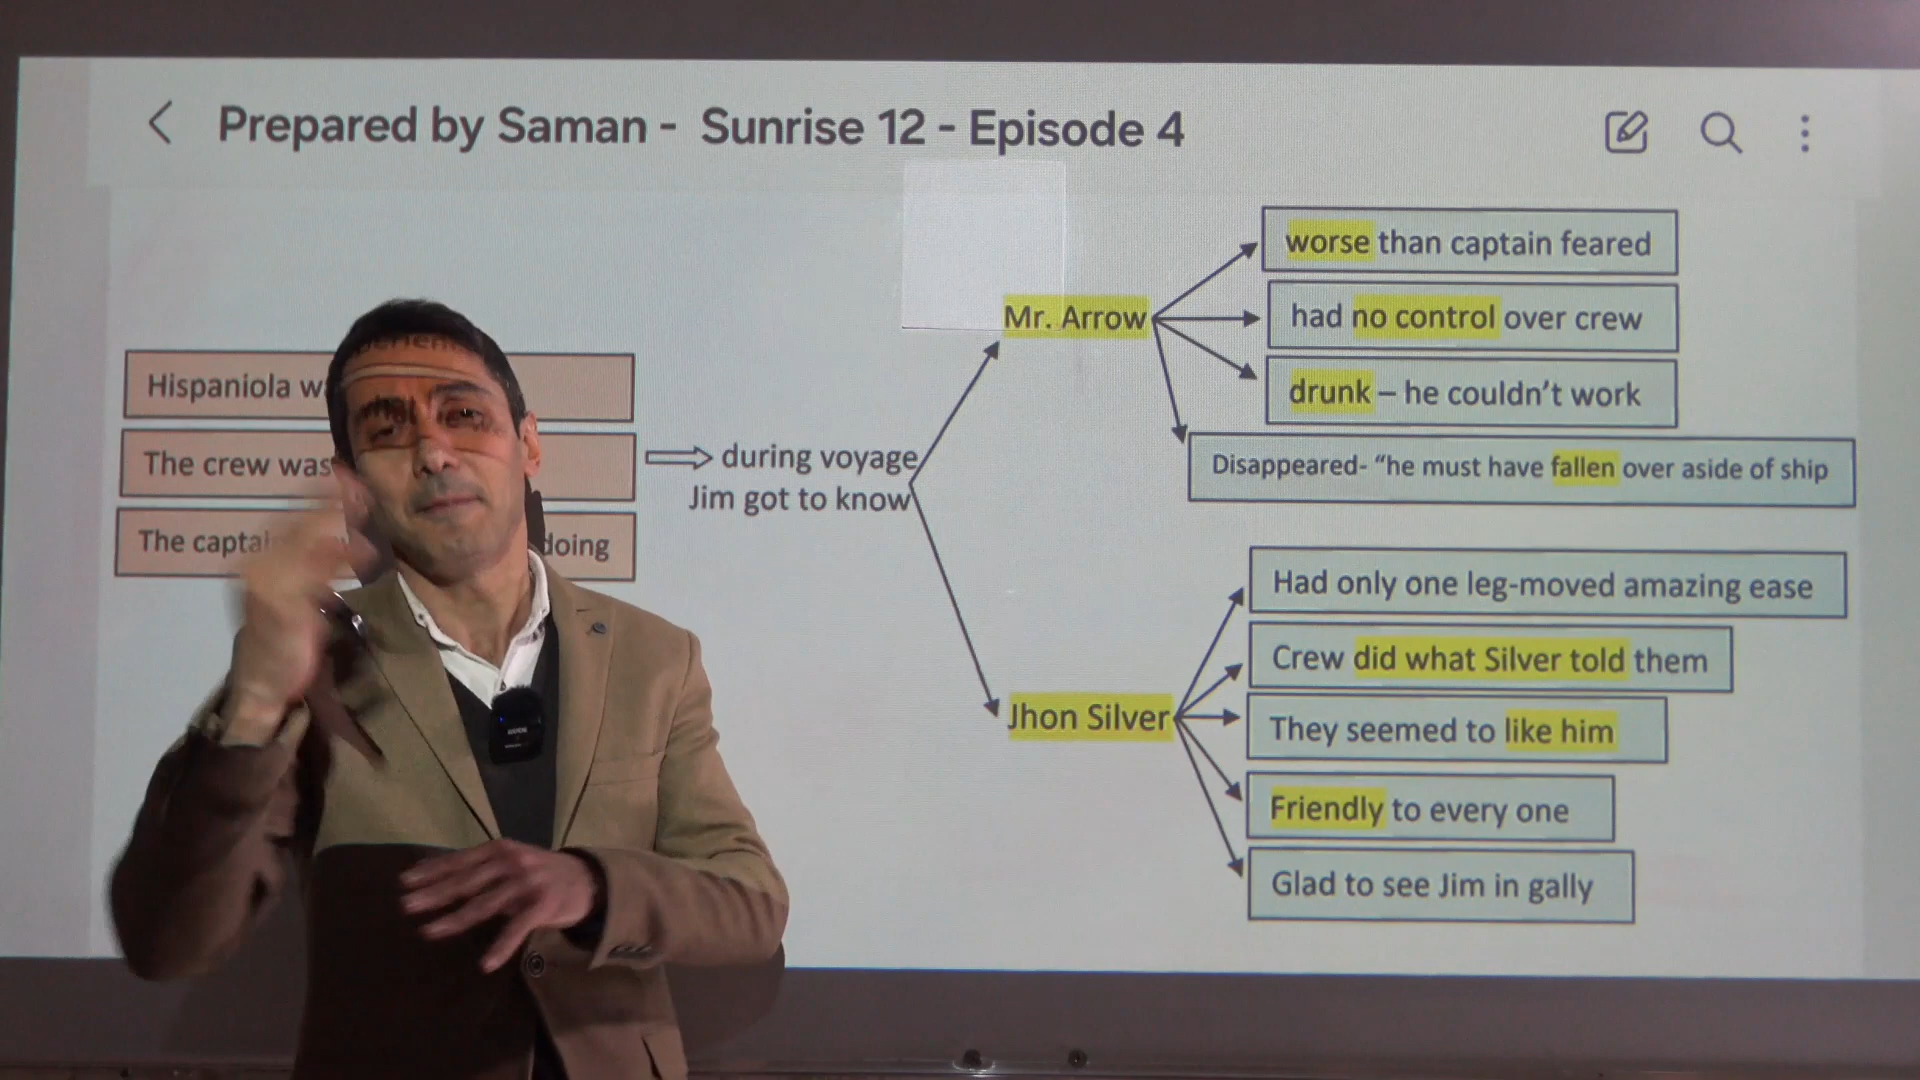 Prepared by Saman - Sunrise 12 - Episode 4
Hispaniola
The crew was
The doing
during voyage
Jim got to know
Mr. Arrow
worse than captain feared
had no control over crew
drunk – he couldn't work
Disappeared- “he must have fallen over aside of ship
Jhon Silver
Had only one leg-moved amazing ease
Crew did what Silver told them
They seemed to like him
Friendly to every one
Glad to see Jim in gally